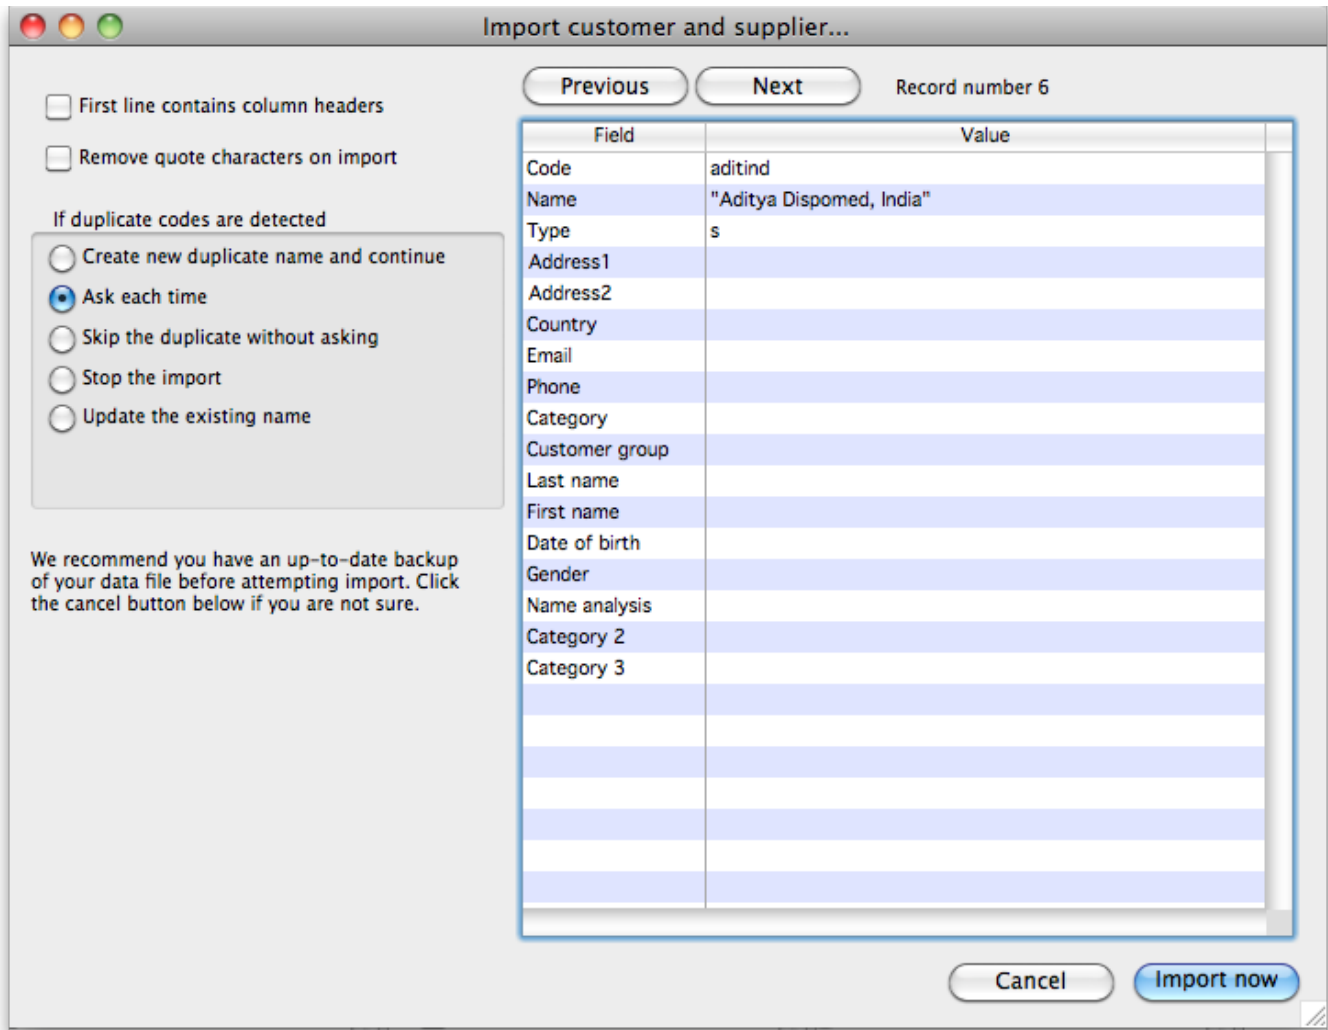 Import customer and supplier...
First line contains column headers
Remove quote characters on import
If duplicate codes are detected
Create new duplicate name and continue
Ask each time
Skip the duplicate without asking
Stop the import
Update the existing name
We recommend you have an up-to-date backup
of your data file before attempting import. Click
the cancel button below if you are not sure.
Previous Next Record number 6
Field Value
Code aditind
Name "Aditya Dispomed, India"
Type s
Address1
Address2
Country
Email
Phone
Category
Customer group
Last name
First name
Date of birth
Gender
Name analysis
Category 2
Category 3
Cancel Import now